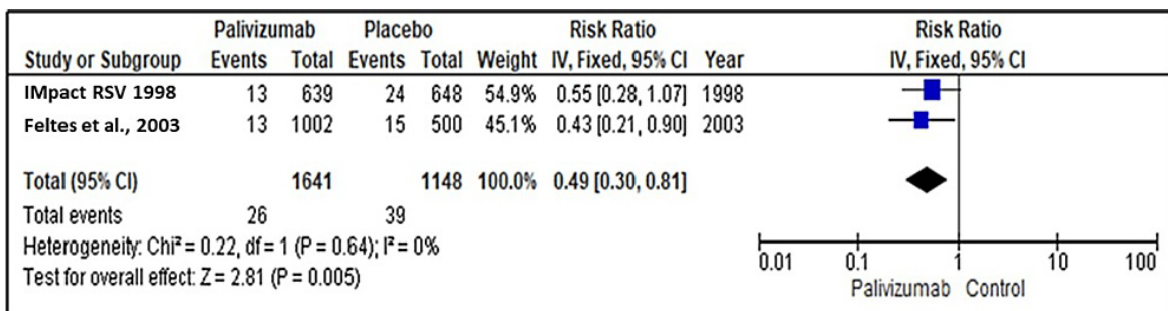 Palivizumab Placebo Risk Ratio Risk Ratio
Study or Subgroup Events Total Events Total Weight IV, Fixed, 95% CI Year IV, Fixed, 95% CI
IMpact RSV 1998 13 639 24 648 54.9% 0.55 [0.28, 1.07] 1998
Feltes et al., 2003 13 1002 15 500 45.1% 0.43 [0.21, 0.90] 2003
Total (95% CI) 1641 1148 100.0% 0.49 [0.30, 0.81]
Total events 26 39
Heterogeneity: Chi² = 0.22, df = 1 (P = 0.64); I² = 0%
Test for overall effect: Z = 2.81 (P = 0.005)
0.01 0.1 1 10 100
Palivizumab Control